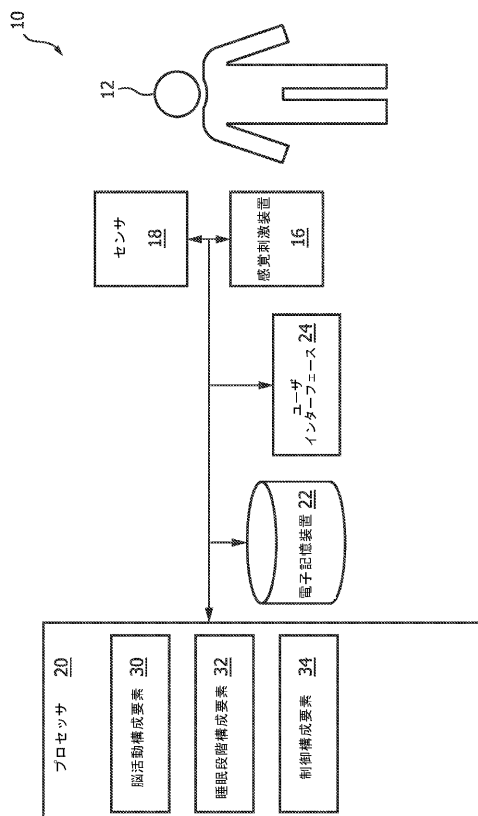 10
12
センサ
18
感覚刺激装置
16
ユーザ
インターフェース 24
電子記憶装置 22
プロセッサ 20
脳活動構成要素 30
睡眠段階構成要素 32
制御構成要素 34